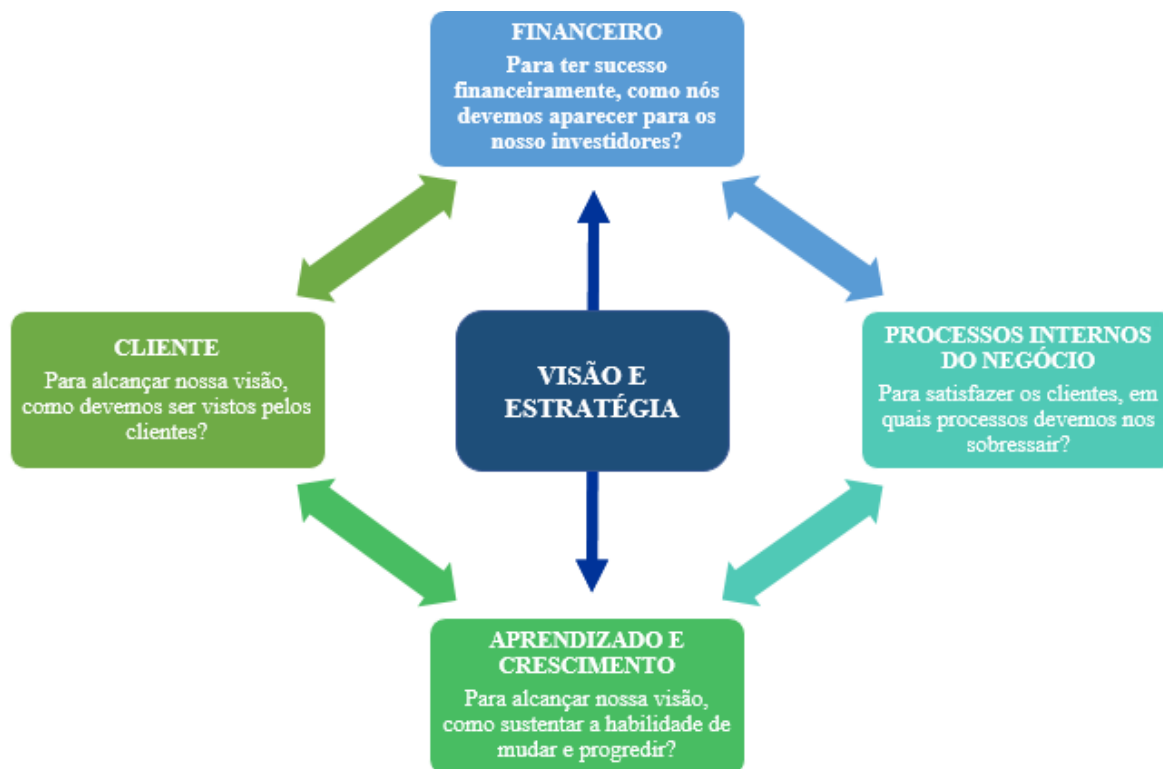 FINANCEIRO
Para ter sucesso
financeiramente, como nós
devemos aparecer para os
nosso investidores?
CLIENTE
Para alcançar nossa visão,
como devemos ser vistos pelos
clientes?
VISÃO E
ESTRATÉGIA
PROCESSOS INTERNOS
DO NEGÓCIO
Para satisfazer os clientes, em
quais processos devemos nos
sobressair?
APRENDIZADO E
CRESCIMENTO
Para alcançar nossa visão,
como sustentar a habilidade de
mudar e progredir?